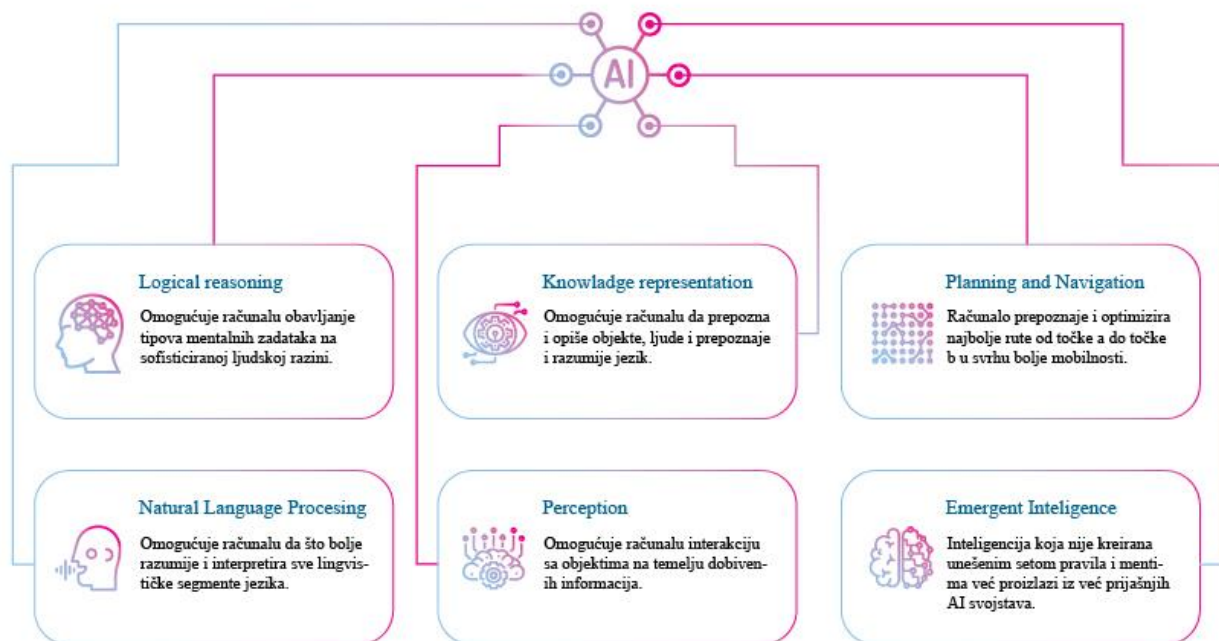 AI
Logical reasoning
Omogućuje računalu obavljanje
tipova mentalnih zadataka na
sofisticiranoj ljudskoj razini.
Knowladge representation
Omogućuje računalu da prepozna
i opiše objekte, ljude i prepoznaje
i razumije jezik.
Planning and Navigation
Računalo prepoznaje i optimizira
najbolje rute od točke a do točke
b u svrhu bolje mobilnosti.
Natural Language Procesing
Omogućuje računalu da što bolje
razumije i interpretira sve lingvis-
tičke segmente jezika.
Perception
Omogućuje računalu interakciju
sa objektima na temelju dobiven-
ih informacija.
Emergent Inteligence
Inteligencija koja nije kreirana
unešenim setom pravila i menti-
ma već proizlazi iz već prijašnjih
AI svojstava.